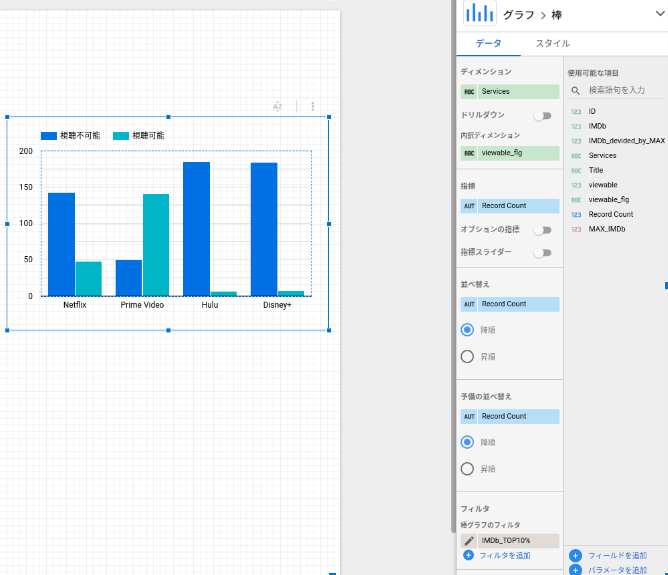 グラフ > 棒
データ スタイル
AZ
視聴不可能 視聴可能
200
150
100
50
0
Netflix Prime Video Hulu Disney+
ディメンション
RBC Services
ドリルダウン
内訳ディメンション
RBC viewable_flg
指標
AUT Record Count
オプションの指標
指標スライダー
並べ替え
AUT Record Count
降順
昇順
予備の並べ替え
AUT Record Count
降順
昇順
フィルタ
棒グラフのフィルタ
IMDb_TOP10%
フィルタを追加
使用可能な項目
検索語句を入力
123 ID
123 IMDb
123 IMDb_devided_by_MAX
RBC Services
RBC Title
123 viewable
RBC viewable_flg
123 Record Count
123 MAX_IMDb
フィールドを追加
パラメータを追加